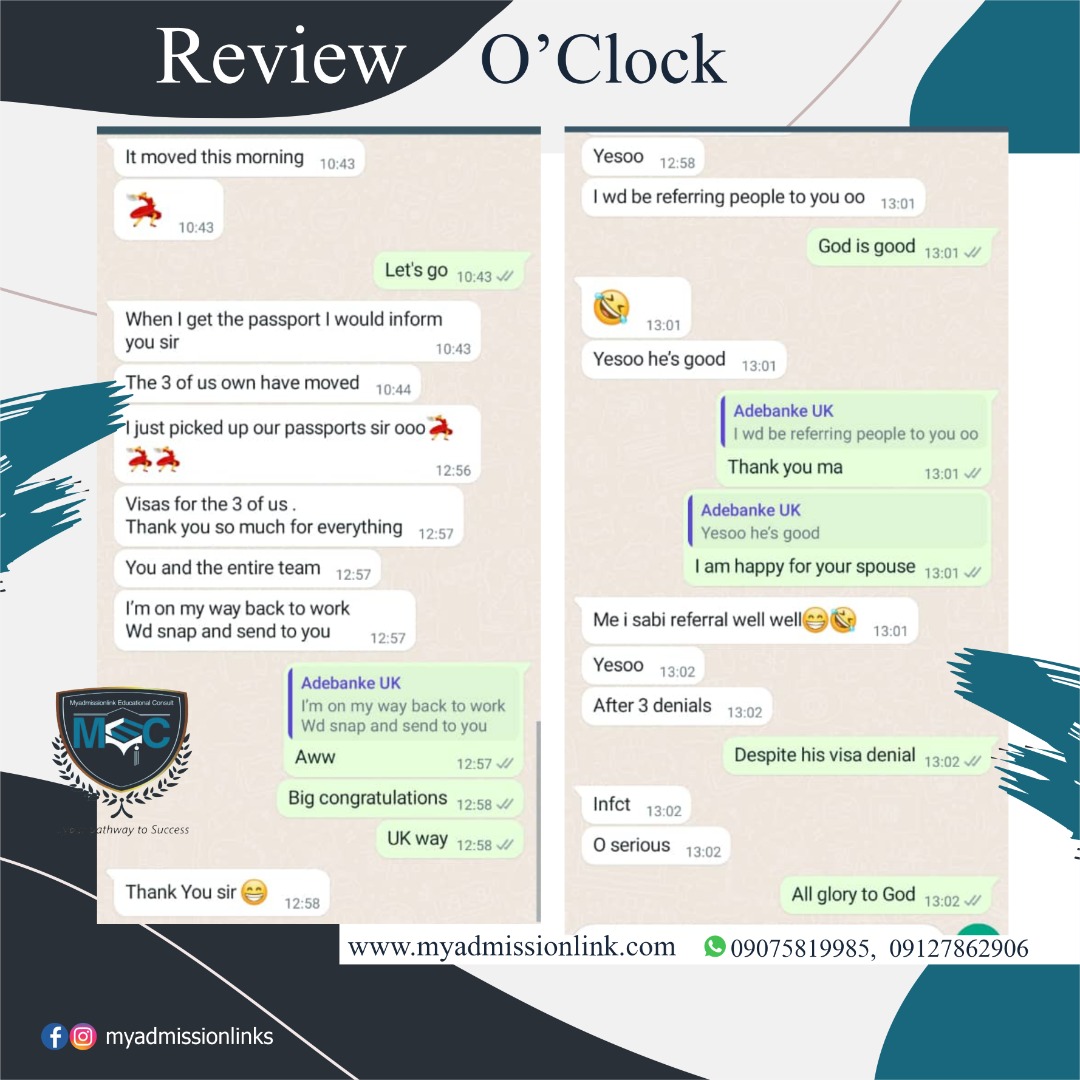 Review O’Clock
It moved this morning 10:43
10:43
Let's go 10:43
When I get the passport I would inform
you sir 10:43
The 3 of us own have moved 10:44
I just picked up our passports sir ooo💃
💃💃 12:56
Visas for the 3 of us .
Thank you so much for everything 12:57
You and the entire team 12:57
I’m on my way back to work
Wd snap and send to you 12:57
Adebanke UK
I’m on my way back to work
Wd snap and send to you
Aww 12:57
Big congratulations 12:58
UK way 12:58
Thank You sir 😁 12:58
Yesoo 12:58
I wd be referring people to you oo 13:01
God is good 13:01
🤣 13:01
Yesoo he’s good 13:01
Adebanke UK
I wd be referring people to you oo
Thank you ma 13:01
Adebanke UK
Yesoo he’s good
I am happy for your spouse 13:01
Me i sabi referral well well😁🤣 13:01
Yesoo 13:02
After 3 denials 13:02
Despite his visa denial 13:02
Infct 13:02
O serious 13:02
All glory to God 13:02
Myadmissionlink Educational Consult
MEC
athway to Success
www.myadmissionlink.com 09075819985, 09127862906
myadmissionlinks